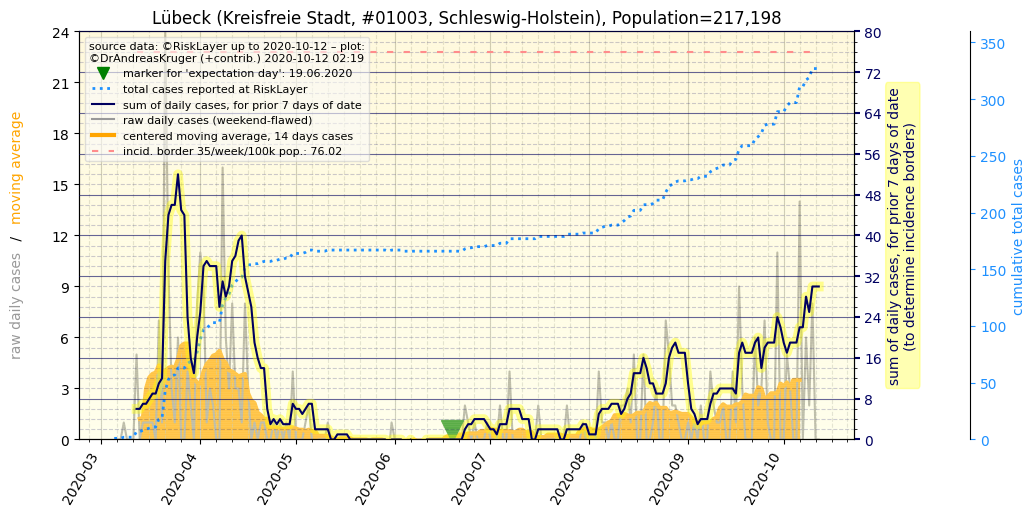 Lübeck (Kreisfreie Stadt, #01003, Schleswig-Holstein), Population=217,198
source data: ©RiskLayer up to 2020-10-12 – plot:
©DrAndreasKruger (+contrib.) 2020-10-12 02:19
marker for 'expectation day': 19.06.2020
total cases reported at RiskLayer
sum of daily cases, for prior 7 days of date
raw daily cases (weekend-flawed)
centered moving average, 14 days cases
incid. border 35/week/100k pop.: 76.02
raw daily cases / moving average
24
21
18
15
12
9
6
3
0
2020-03
2020-04
2020-05
2020-06
2020-07
2020-08
2020-09
2020-10
80
72
64
56
48
40
32
24
16
8
0
sum of daily cases, for prior 7 days of date
(to determine incidence borders)
350
300
250
200
150
100
50
0
cumulative total cases